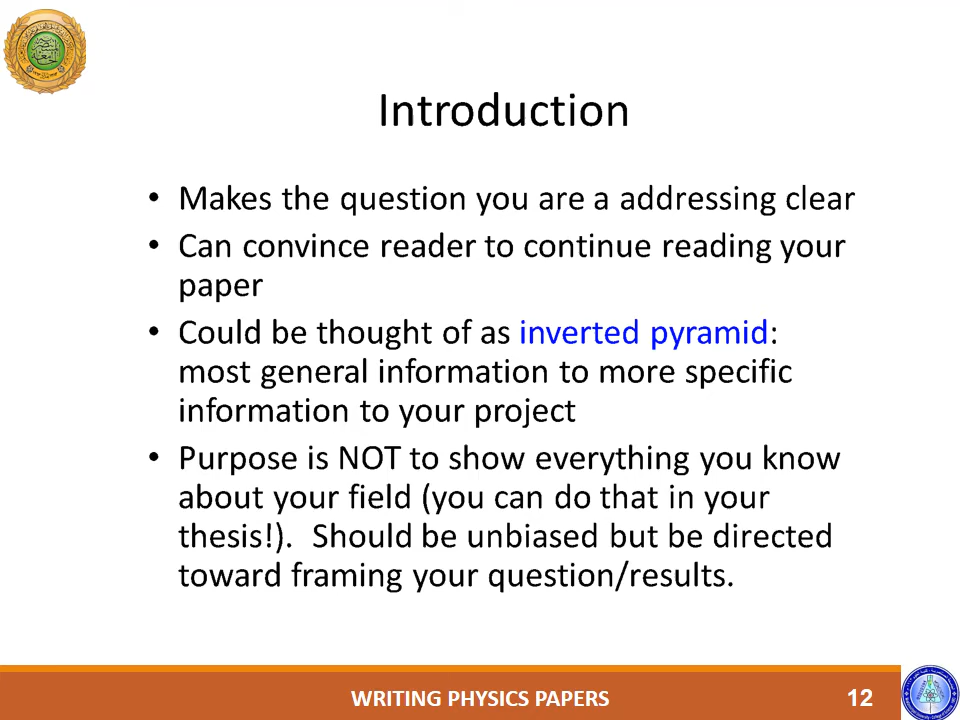 Introduction
• Makes the question you are a addressing clear
• Can convince reader to continue reading your
paper
• Could be thought of as inverted pyramid:
most general information to more specific
information to your project
• Purpose is NOT to show everything you know
about your field (you can do that in your
thesis!).  Should be unbiased but be directed
toward framing your question/results.
WRITING PHYSICS PAPERS
12